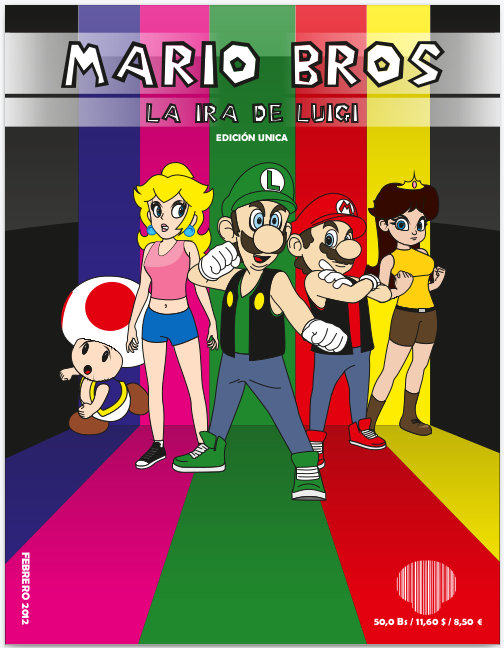 MARIO BROS
LA IRA DE LUIGI
EDICIÓN UNICA
L
M
FEBRERO 2012
50,0 Bs / 11,60 $ / 8,50 €